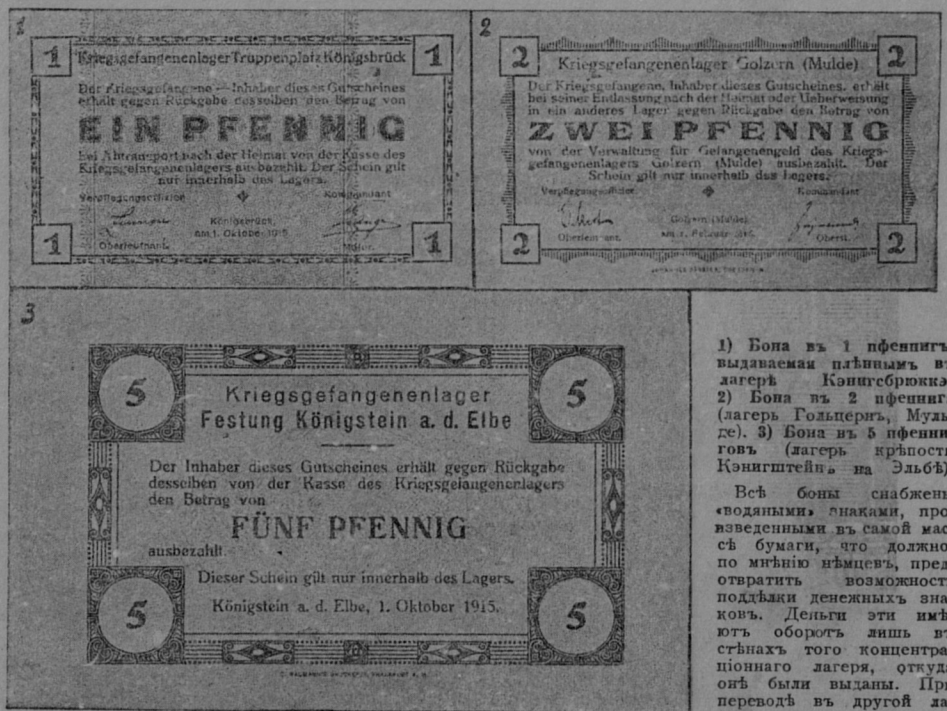 1
1 1
Kriegsgefangenenlager Truppenplatz Königsbrück
Der Kriegsgefangene — Inhaber dieses Gutscheines
erhält gegen Rückgabe desselben den Betrag von
EIN PFENNIG
bei Abtransport nach der Heimat von der Kasse des
Kriegsgefangenenlagers ausbezahlt. Der Schein gilt
nur innerhalb des Lagers.
Verpflegungsoffizier Kommandant
Königsbrück,
am 1. Oktober 1915
Oberleutnant. Major.
1 1
2
2 2
Kriegsgefangenenlager Golzern (Mulde)
Der Kriegsgefangene, Inhaber dieses Gutscheines, erhält
bei seiner Entlassung nach der Heimat oder Ueberweisung
in ein anderes Lager gegen Rückgabe den Betrag von
ZWEI PFENNIG
von der Verwaltung für Gefangenengeld des Kriegs-
gefangenenlagers Golzern (Mulde) ausbezahlt. Der
Schein gilt nur innerhalb des Lagers.
Verpflegungsoffizier Kommandant
Golzern (Mulde)
Oberleutnant. Oberst.
2 2
3
5 5
Kriegsgefangenenlager
Festung Königstein a. d. Elbe
Der Inhaber dieses Gutscheines erhält gegen Rückgabe
desselben von der Kasse des Kriegsgefangenenlagers
den Betrag von
FÜNF PFENNIG
ausbezahlt.
Dieser Schein gilt nur innerhalb des Lagers.
Königstein a. d. Elbe, 1. Oktober 1915.
5 5
1) Бона въ 1 пфеннигъ
выдаваемая плѣннымъ въ
лагерѣ Кэнигсбрюккэ
2) Бона въ 2 пфенниг
(лагерь Гольцернъ, Муль
де). 3) Бона въ 5 пфенни
говъ (лагерь крѣпости
Кэнигштейнъ на Эльбѣ)
Всѣ боны снабжены
«водяными» знаками, про
изведенными въ самой мас
сѣ бумаги, что должно
по мнѣнію нѣмцевъ, пред
отвратить возможность
поддѣлки денежныхъ зна
ковъ. Деньги эти имѣ
ютъ оборотъ лишь въ
стѣнахъ того концентра
ціоннаго лагеря, откуда
онѣ были выданы. При
переводѣ въ другой ла